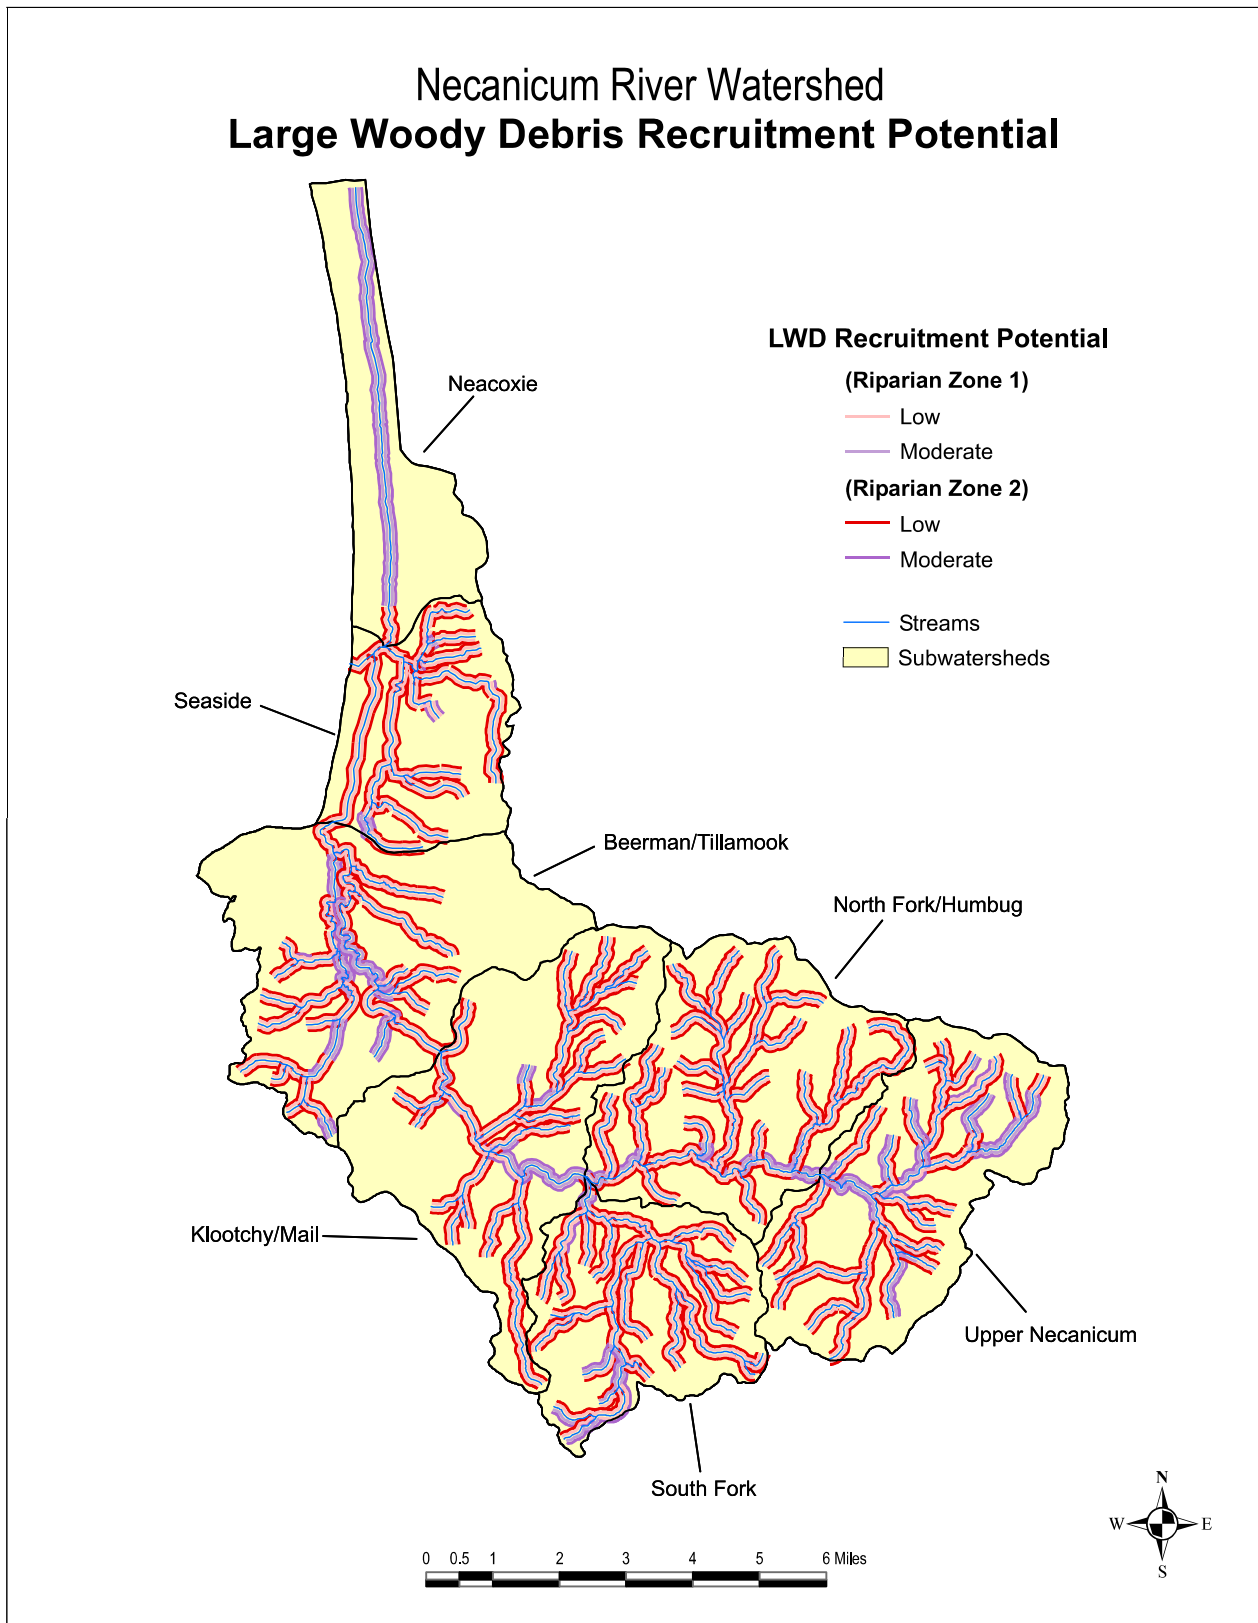 Necanicum River Watershed
Large Woody Debris Recruitment Potential
LWD Recruitment Potential
(Riparian Zone 1)
Low
Moderate
(Riparian Zone 2)
Low
Moderate
Streams
Subwatersheds
Neacoxie
Seaside
Beerman/Tillamook
North Fork/Humbug
Klootchy/Mail
Upper Necanicum
South Fork
N
W E
S
0 0.5 1 2 3 4 5 6 Miles